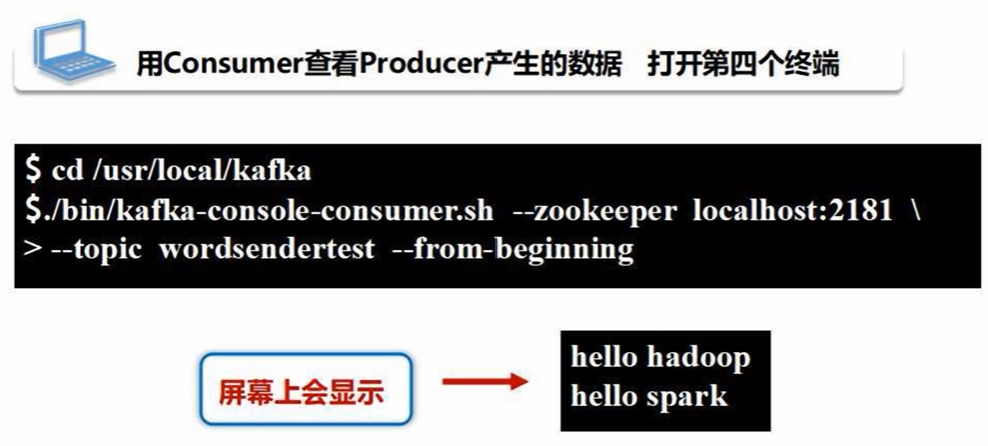 用Consumer查看Producer产生的数据 打开第四个终端
$ cd /usr/local/kafka
$./bin/kafka-console-consumer.sh --zookeeper localhost:2181 \
> --topic wordsendertest --from-beginning
屏幕上会显示
hello hadoop
hello spark